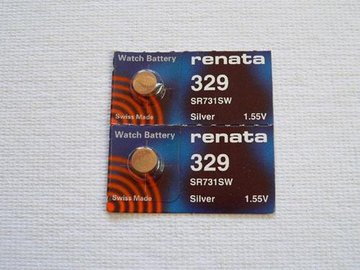 Watch Battery renata
329
SR731SW
Swiss Made Silver 1.55V
Watch Battery renata
329
SR731SW
Swiss Made Silver 1.55V